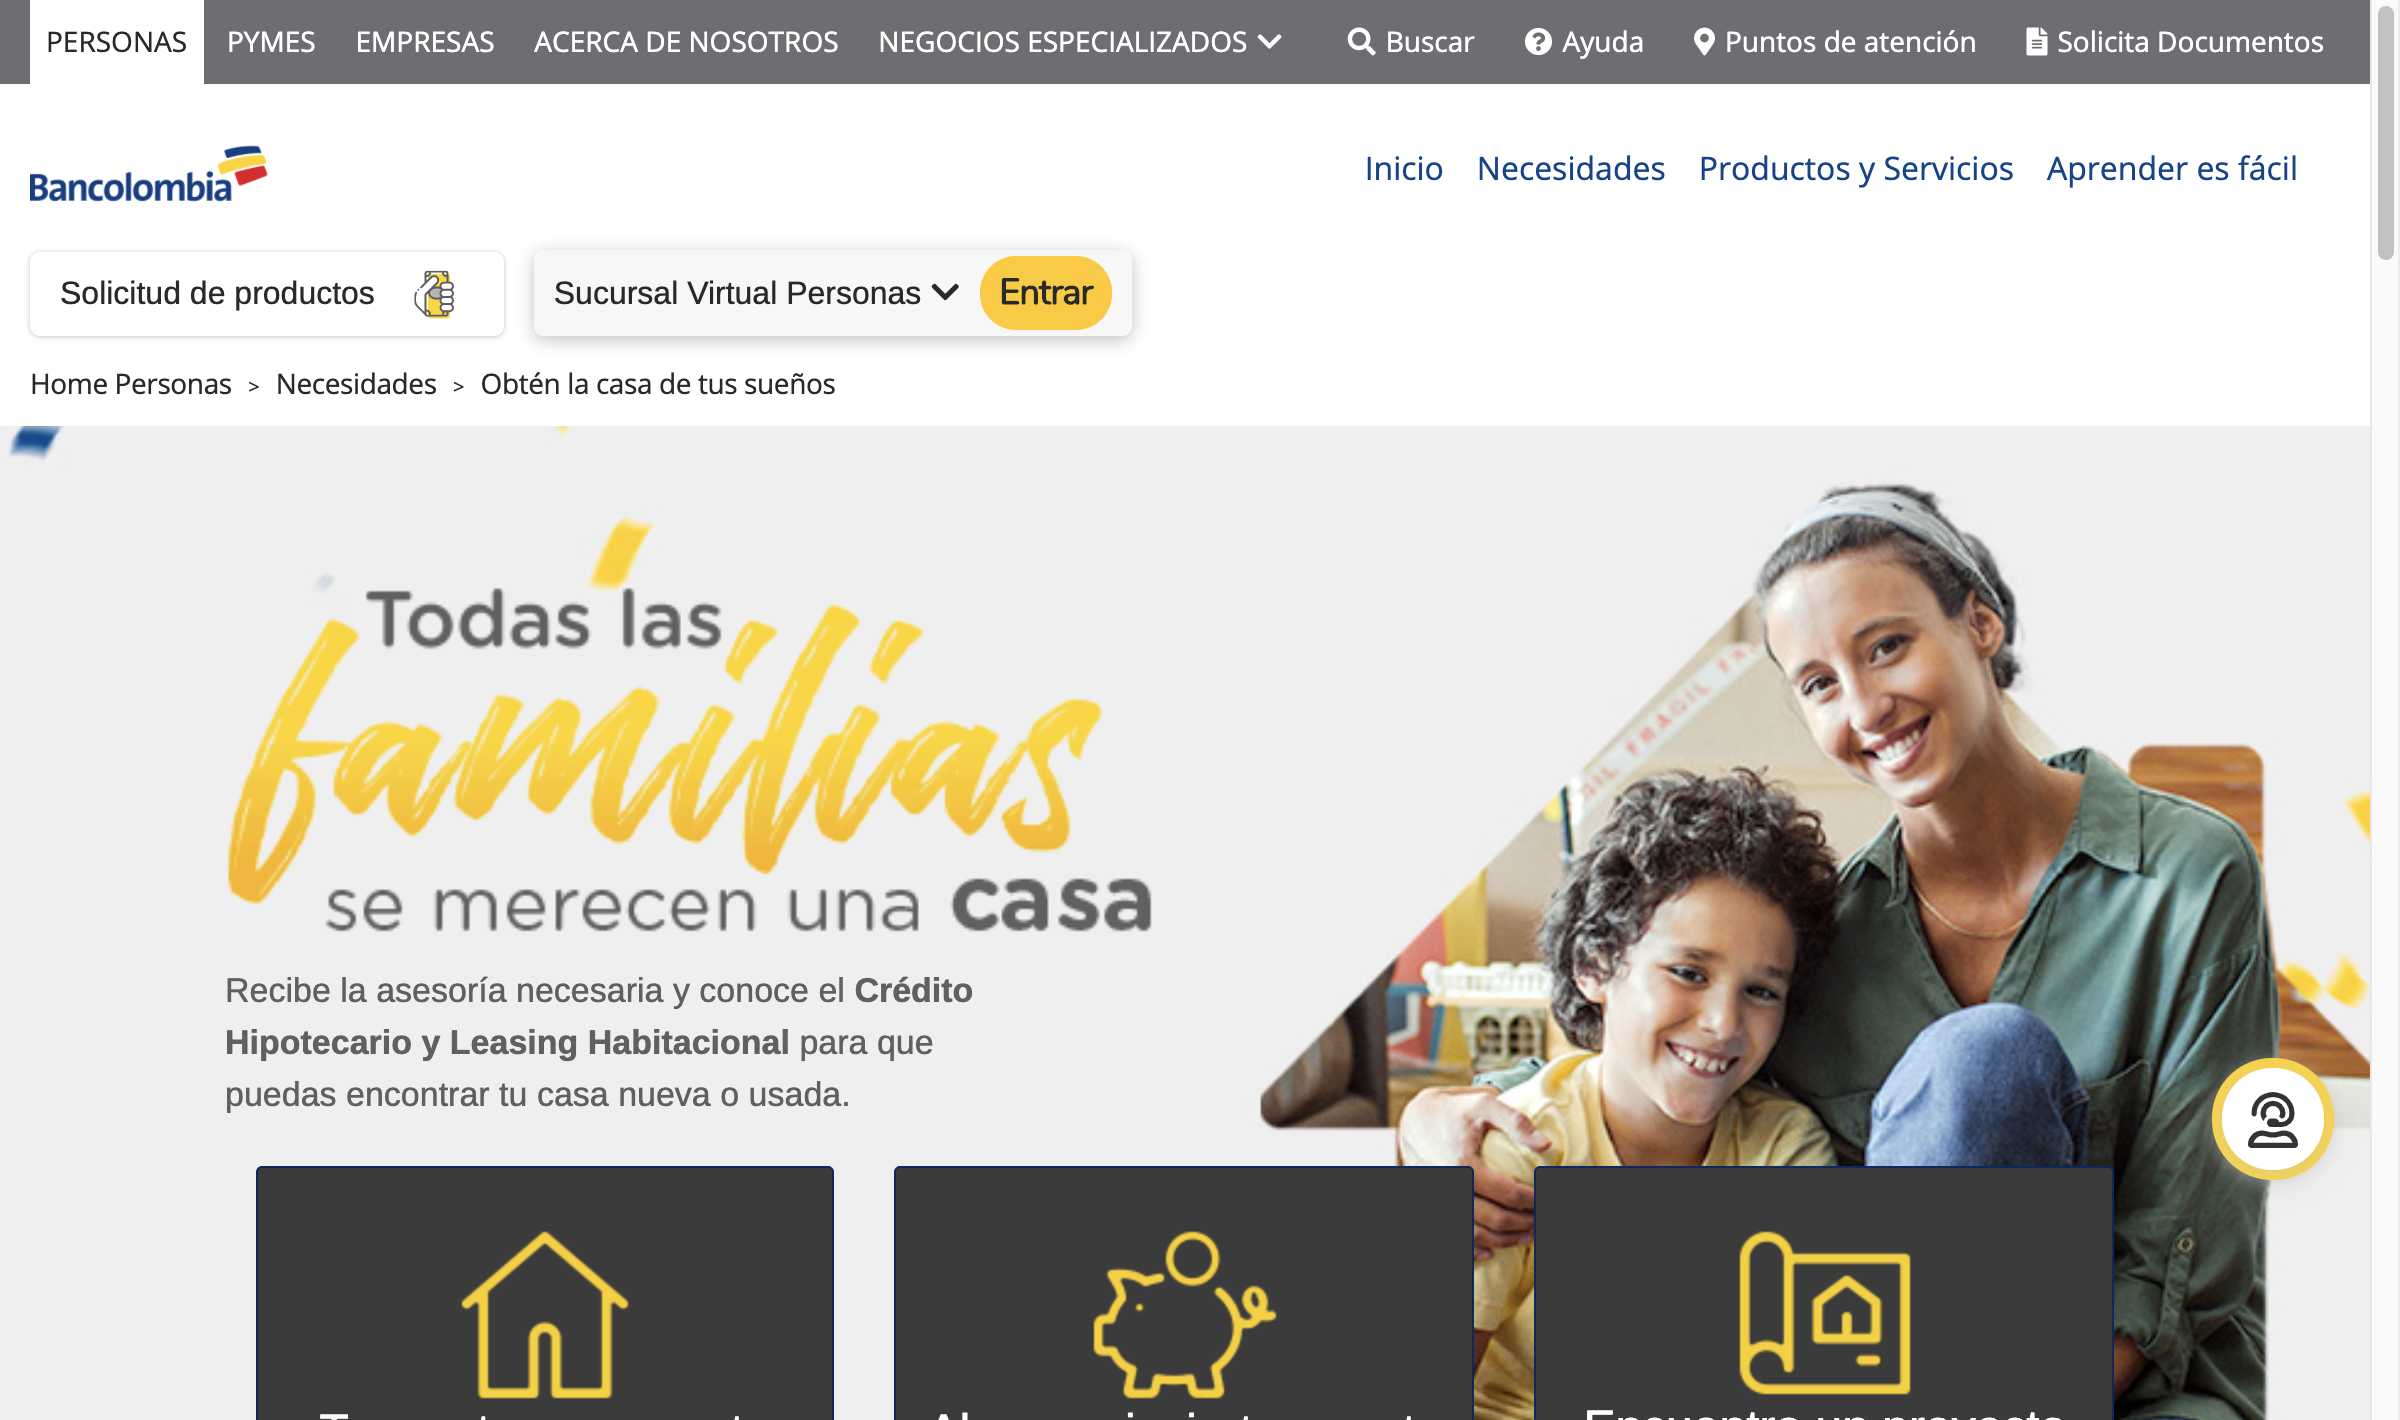 PERSONAS PYMES EMPRESAS ACERCA DE NOSOTROS NEGOCIOS ESPECIALIZADOS Buscar Ayuda Puntos de atención Solicita Documentos
Bancolombia
Inicio Necesidades Productos y Servicios Aprender es fácil
Solicitud de productos Sucursal Virtual Personas Entrar
Home Personas > Necesidades > Obtén la casa de tus sueños
Todas las
familias
se merecen una casa
Recibe la asesoría necesaria y conoce el Crédito
Hipotecario y Leasing Habitacional para que
puedas encontrar tu casa nueva o usada.
FRAGIL
Encuentra un proyecto